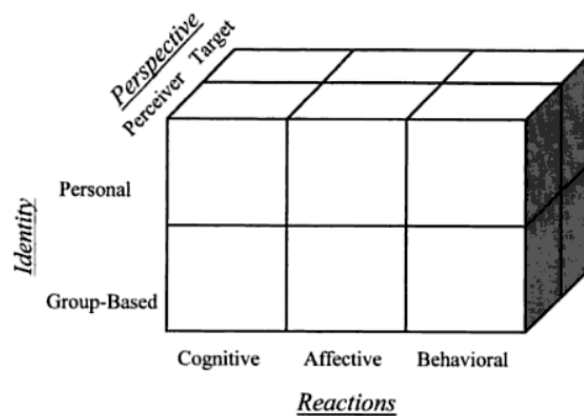 Perspective
Target
Perceiver
Identity
Personal
Group-Based
Cognitive Affective Behavioral
Reactions